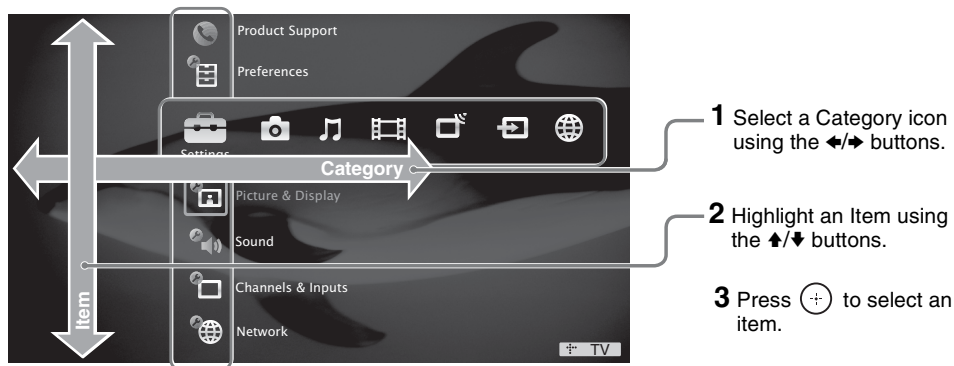 Product Support
Preferences
Settings
Category
Picture & Display
Sound
Channels & Inputs
Network
Item
TV
1 Select a Category icon
using the ←/→ buttons.
2 Highlight an Item using
the ↑/↓ buttons.
3 Press ⊕ to select an
item.